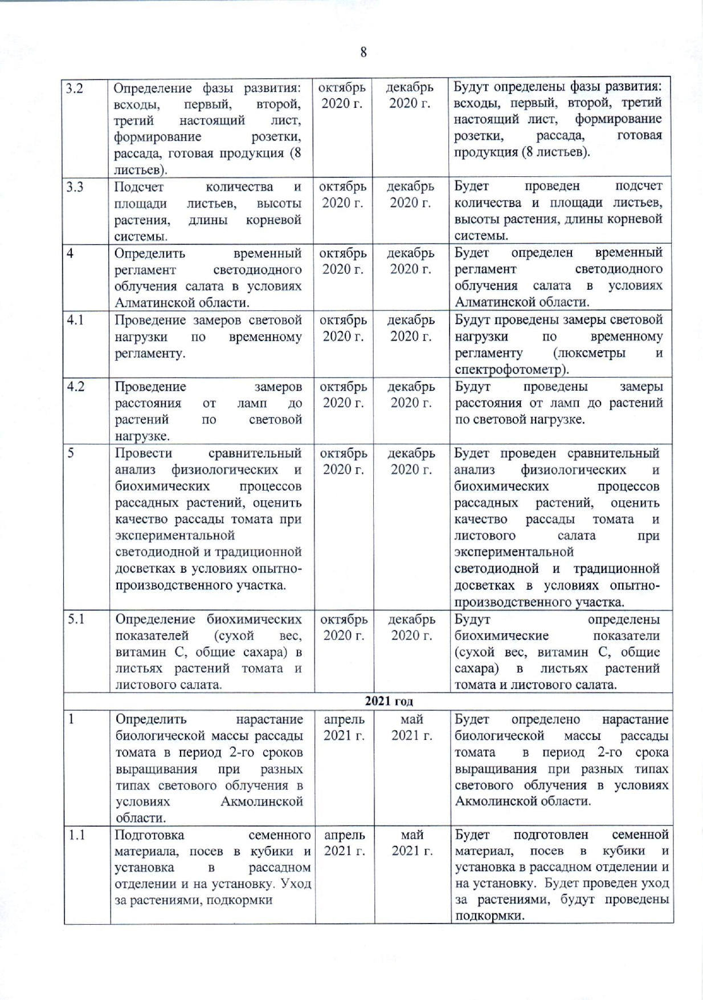 8
3.2
Определение фазы развития:
всходы, первый, второй,
третий настоящий лист,
формирование розетки,
рассада, готовая продукция (8
листьев).
октябрь
2020 г.
декабрь
2020 г.
Будут определены фазы развития:
всходы, первый, второй, третий
настоящий лист, формирование
розетки, рассада, готовая
продукция (8 листьев).
3.3
Подсчет количества и
площади листьев, высоты
растения, длины корневой
системы.
октябрь
2020 г.
декабрь
2020 г.
Будет проведен подсчет
количества и площади листьев,
высоты растения, длины корневой
системы.
4
Определить временный
регламент светодиодного
облучения салата в условиях
Алматинской области.
октябрь
2020 г.
декабрь
2020 г.
Будет определен временный
регламент светодиодного
облучения салата в условиях
Алматинской области.
4.1
Проведение замеров световой
нагрузки по временному
регламенту.
октябрь
2020 г.
декабрь
2020 г.
Будут проведены замеры световой
нагрузки по временному
регламенту (люксметры и
спектрофотометр).
4.2
Проведение замеров
расстояния от ламп до
растений по световой
нагрузке.
октябрь
2020 г.
декабрь
2020 г.
Будут проведены замеры
расстояния от ламп до растений
по световой нагрузке.
5
Провести сравнительный
анализ физиологических и
биохимических процессов
рассадных растений, оценить
качество рассады томата при
экспериментальной
светодиодной и традиционной
досветках в условиях опытно-
производственного участка.
октябрь
2020 г.
декабрь
2020 г.
Будет проведен сравнительный
анализ физиологических и
биохимических процессов
рассадных растений, оценить
качество рассады томата и
листового салата при
экспериментальной
светодиодной и традиционной
досветках в условиях опытно-
производственного участка.
5.1
Определение биохимических
показателей (сухой вес,
витамин С, общие сахара) в
листьях растений томата и
листового салата.
октябрь
2020 г.
декабрь
2020 г.
Будут определены
биохимические показатели
(сухой вес, витамин С, общие
сахара) в листьях растений
томата и листового салата.
2021 год
1
Определить нарастание
биологической массы рассады
томата в период 2-го сроков
выращивания при разных
типах светового облучения в
условиях Акмолинской
области.
апрель
2021 г.
май
2021 г.
Будет определено нарастание
биологической массы рассады
томата в период 2-го срока
выращивания при разных типах
светового облучения в условиях
Акмолинской области.
1.1
Подготовка семенного
материала, посев в кубики и
установка в рассадном
отделении и на установку. Уход
за растениями, подкормки
апрель
2021 г.
май
2021 г.
Будет подготовлен семенной
материал, посев в кубики и
установка в рассадном отделении и
на установку. Будет проведен уход
за растениями, будут проведены
подкормки.